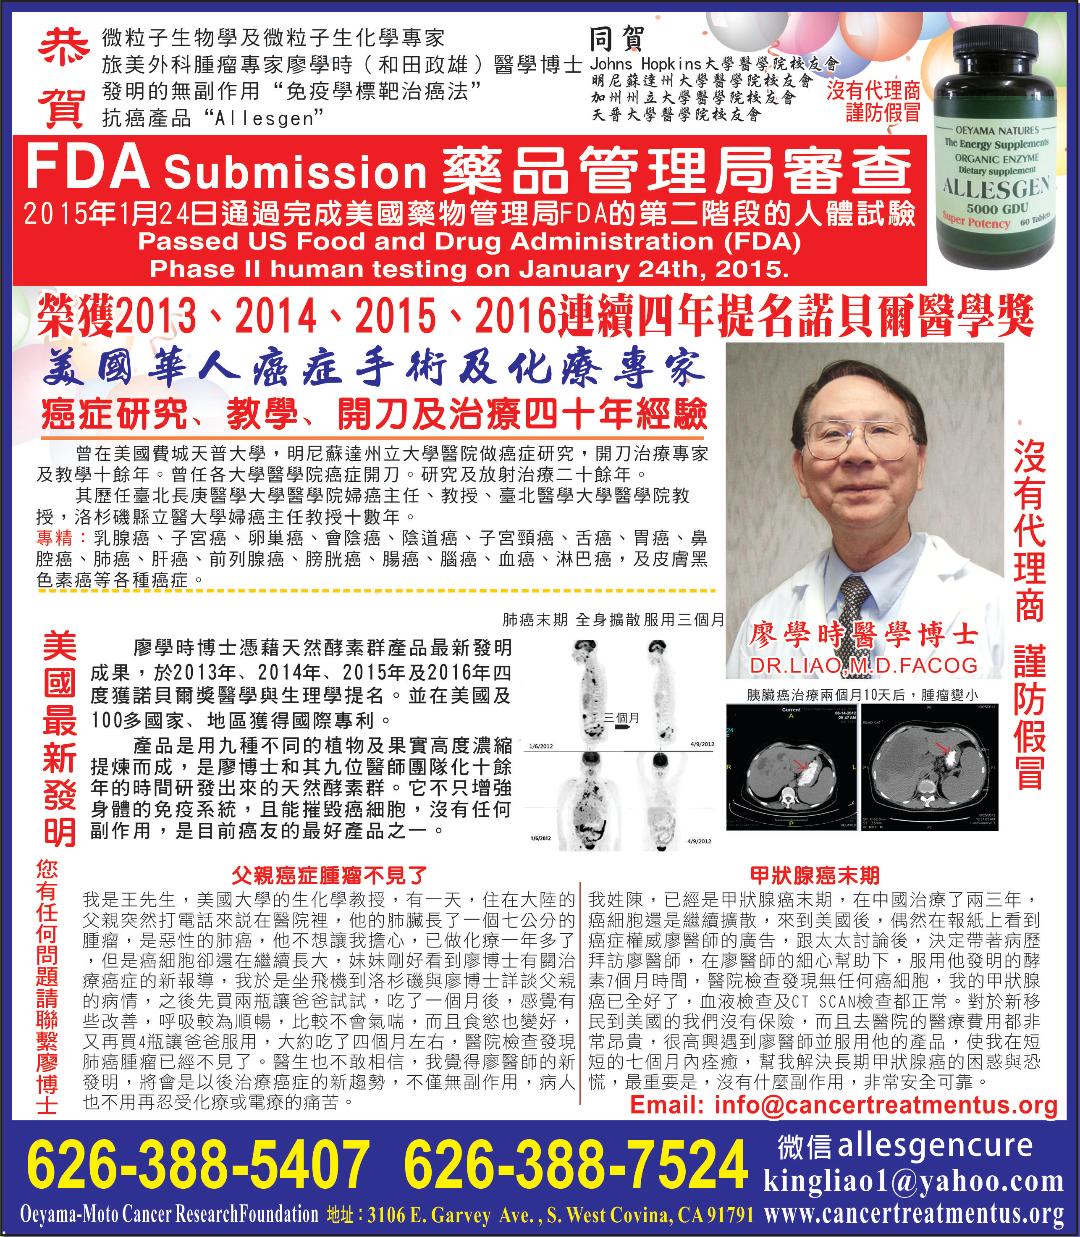 恭賀
微粒子生物學及微粒子生化學專家
旅美外科腫瘤專家廖學時（和田政雄）醫學博士
發明的無副作用“免疫學標靶治癌法”
抗癌產品“Allesgen”
同賀
Johns Hopkins大學醫學院校友會
明尼蘇達州大學醫學院校友會
加州州立大學醫學院校友會
天普大學醫學院校友會
沒有代理商
謹防假冒
OEYAMA NATURES
The Energy Supplements
ORGANIC ENZYME
Dietary supplement
ALLESGEN
5000 GDU
Super Potency 60 Tablets
FDA Submission 藥品管理局審查
2015年1月24日通過完成美國藥物管理局FDA的第二階段的人體試驗
Passed US Food and Drug Administration (FDA)
Phase II human testing on January 24th, 2015.
榮獲2013、2014、2015、2016連續四年提名諾貝爾醫學獎
美國華人癌症手術及化療專家
癌症研究、教學、開刀及治療四十年經驗
曾在美國費城天普大學，明尼蘇達州立大學醫院做癌症研究，開刀治療專家
及教學十餘年。曾任各大學醫學院癌症開刀。研究及放射治療二十餘年。
其歷任臺北長庚醫學大學醫學院婦癌主任、教授、臺北醫學大學醫學院教
授，洛杉磯縣立醫大學婦癌主任教授十數年。
專精：乳腺癌、子宮癌、卵巢癌、會陰癌、陰道癌、子宮頸癌、舌癌、胃癌、鼻
腔癌、肺癌、肝癌、前列腺癌、膀胱癌、腸癌、腦癌、血癌、淋巴癌，及皮膚黑
色素癌等各種癌症。
廖學時醫學博士
DR.LIAO,M.D.FACOG
沒有代理商 謹防假冒
美國最新發明
廖學時博士憑藉天然酵素群產品最新發明
成果，於2013年、2014年、2015年及2016年四
度獲諾貝爾獎醫學與生理學提名。並在美國及
100多國家、地區獲得國際專利。
產品是用九種不同的植物及果實高度濃縮
提煉而成，是廖博士和其九位醫師團隊化十餘
年的時間研發出來的天然酵素群。它不只增強
身體的免疫系統，且能摧毀癌細胞，沒有任何
副作用，是目前癌友的最好產品之一。
肺癌末期 全身擴散服用三個月
三個月
1/6/2012
4/9/2012
1/6/2012
4/9/2012
胰臟癌治療兩個月10天后，腫瘤變小
Current
A
R
L
您有任何問題請聯繫廖博士
父親癌症腫瘤不見了
我是王先生，美國大學的生化學教授，有一天，住在大陸的
父親突然打電話來説在醫院裡，他的肺臟長了一個七公分的
腫瘤，是惡性的肺癌，他不想讓我擔心，已做化療一年多了
，但是癌細胞卻還在繼續長大，妹妹剛好看到廖博士有關治
療癌症的新報導，我於是坐飛機到洛杉磯與廖博士詳談父親
的病情，之後先買兩瓶讓爸爸試試，吃了一個月後，感覺有
些改善，呼吸較為順暢，比較不會氣喘，而且食慾也變好，
又再買4瓶讓爸爸服用，大約吃了四個月左右，醫院檢查發現
肺癌腫瘤已經不見了。醫生也不敢相信，我覺得廖醫師的新
發明，將會是以後治療癌症的新趨勢，不僅無副作用，病人
也不用再忍受化療或電療的痛苦。
甲狀腺癌末期
我姓陳，已經是甲狀腺癌末期，在中國治療了兩三年，
癌細胞還是繼續擴散，來到美國後，偶然在報紙上看到
癌症權威廖醫師的廣告，跟太太討論後，決定帶著病歷
拜訪廖醫師，在廖醫師的細心幫助下，服用他發明的酵
素7個月時間，醫院檢查發現無任何癌細胞，我的甲狀腺
癌已全好了，血液檢查及CT SCAN檢查都正常。對於新移
民到美國的我們沒有保險，而且去醫院的醫療費用都非
常昂貴，很高興遇到廖醫師並服用他的產品，使我在短
短的七個月內痊癒，幫我解決長期甲狀腺癌的困惑與恐
慌，最重要是，沒有什麼副作用，非常安全可靠。
Email: info@cancertreatmentus.org
626-388-5407 626-388-7524
微信allesgencure
kingliao1@yahoo.com
Oeyama-Moto Cancer ResearchFoundation 地址：3106 E. Garvey Ave. , S. West Covina, CA 91791 www.cancertreatmentus.org